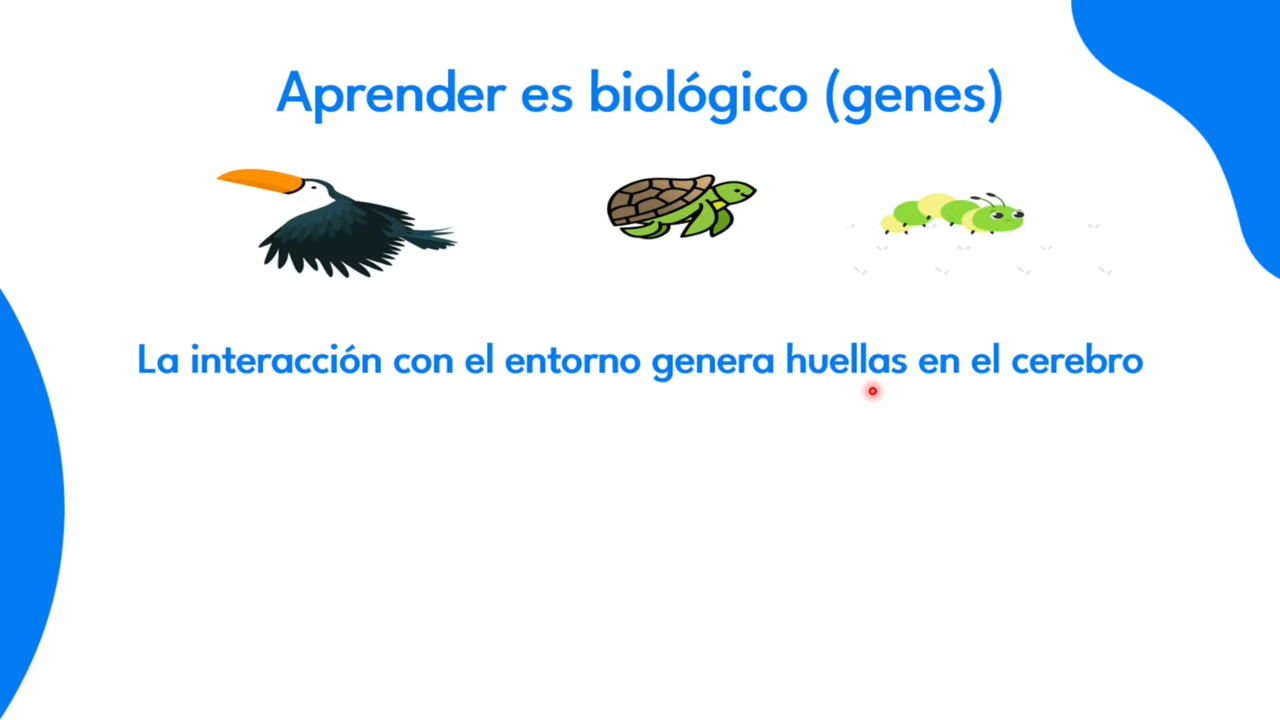 Aprender es biológico (genes)
La interacción con el entorno genera huellas en el cerebro